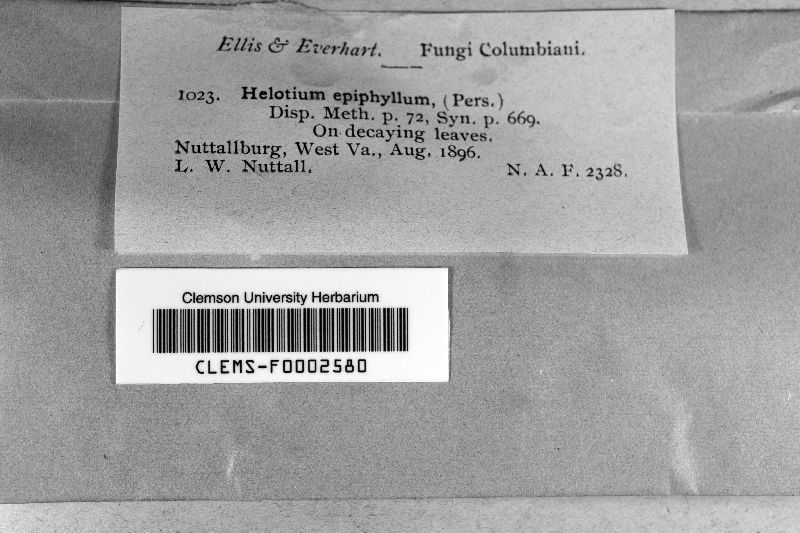 Ellis & Everhart. Fungi Columbiani.
1023. Helotium epiphyllum, (Pers.)
Disp. Meth. p. 72, Syn. p. 669.
On decaying leaves.
Nuttallburg, West Va., Aug. 1896.
L. W. Nuttall. N. A. F. 2328.
Clemson University Herbarium
CLEMS-F0002580